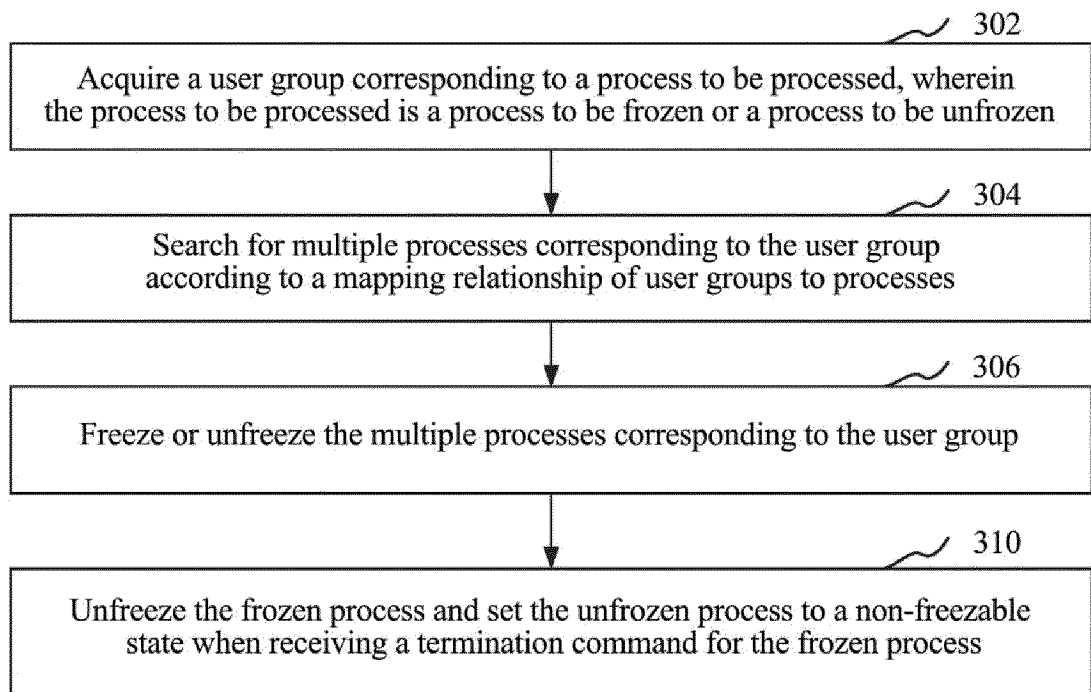 302
Acquire a user group corresponding to a process to be processed, wherein
the process to be processed is a process to be frozen or a process to be unfrozen
304
Search for multiple processes corresponding to the user group
according to a mapping relationship of user groups to processes
306
Freeze or unfreeze the multiple processes corresponding to the user group
310
Unfreeze the frozen process and set the unfrozen process to a non-freezable
state when receiving a termination command for the frozen process